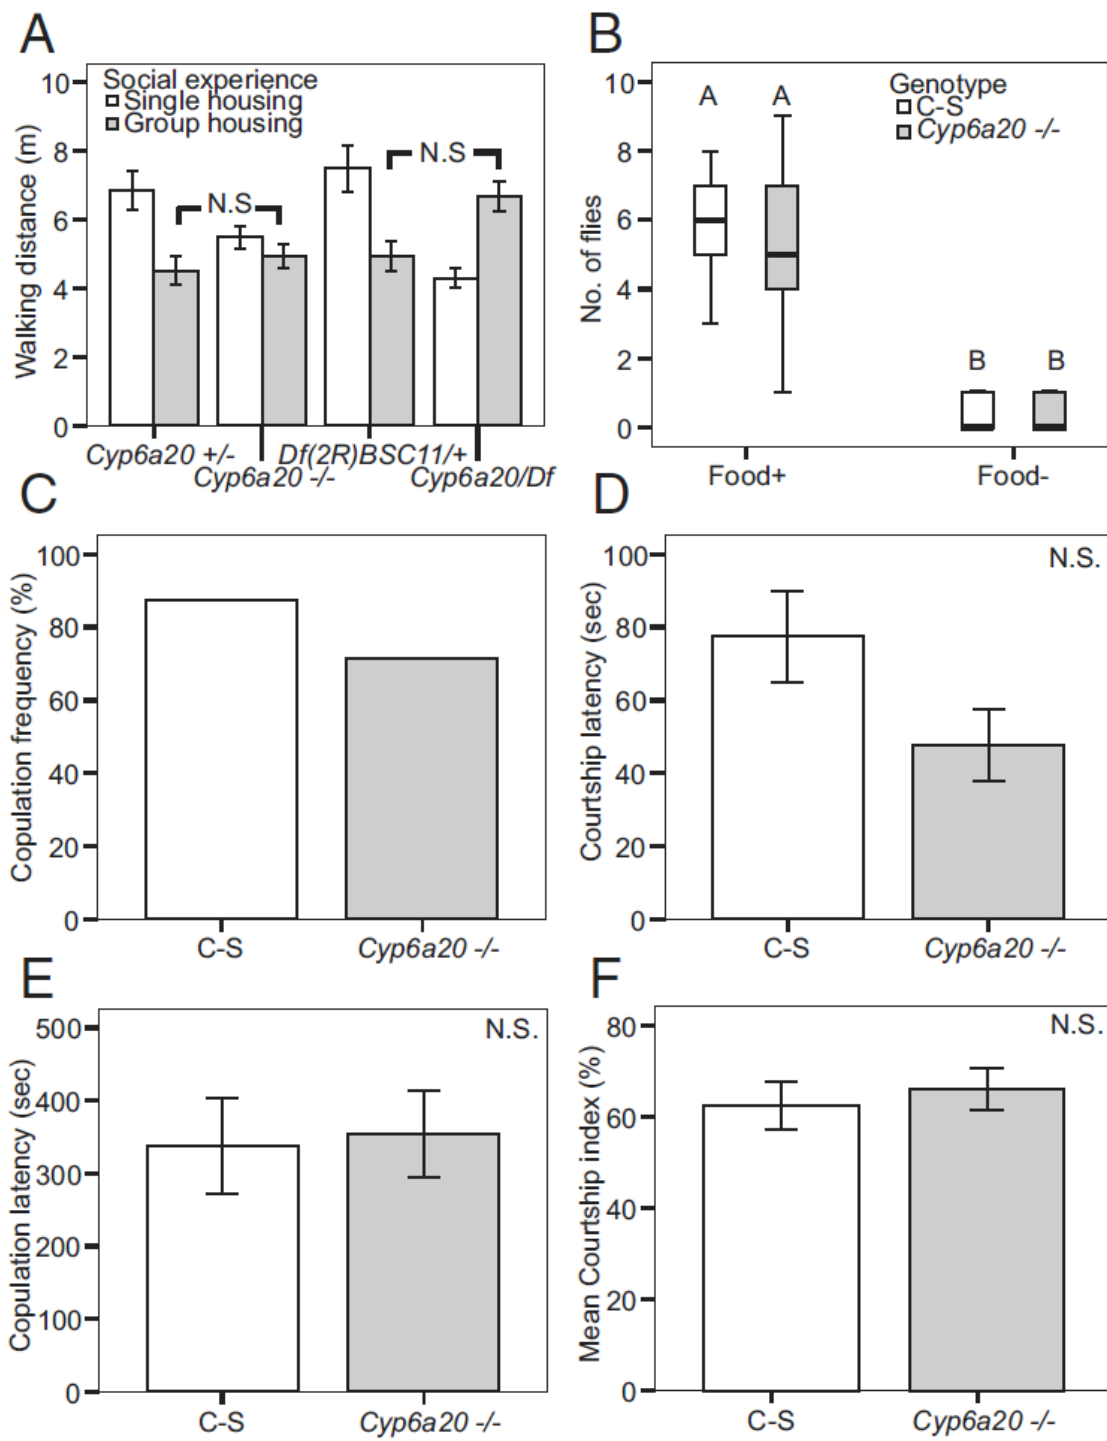 A
Social experience
Single housing
Group housing
Walking distance (m)
10
8
6
4
2
0
N.S
N.S
Cyp6a20 +/-
Cyp6a20 -/-
Df(2R)BSC11/+
Cyp6a20/Df
B
Genotype
C-S
Cyp6a20 -/-
No. of flies
10
8
6
4
2
0
A
A
B
B
Food+
Food-
C
Copulation frequency (%)
100
80
60
40
20
0
C-S
Cyp6a20 -/-
D
N.S.
Courtship latency (sec)
100
80
60
40
20
0
C-S
Cyp6a20 -/-
E
N.S.
Copulation latency (sec)
500
400
300
200
100
0
C-S
Cyp6a20 -/-
F
N.S.
Mean Courtship index (%)
80
60
40
20
0
C-S
Cyp6a20 -/-